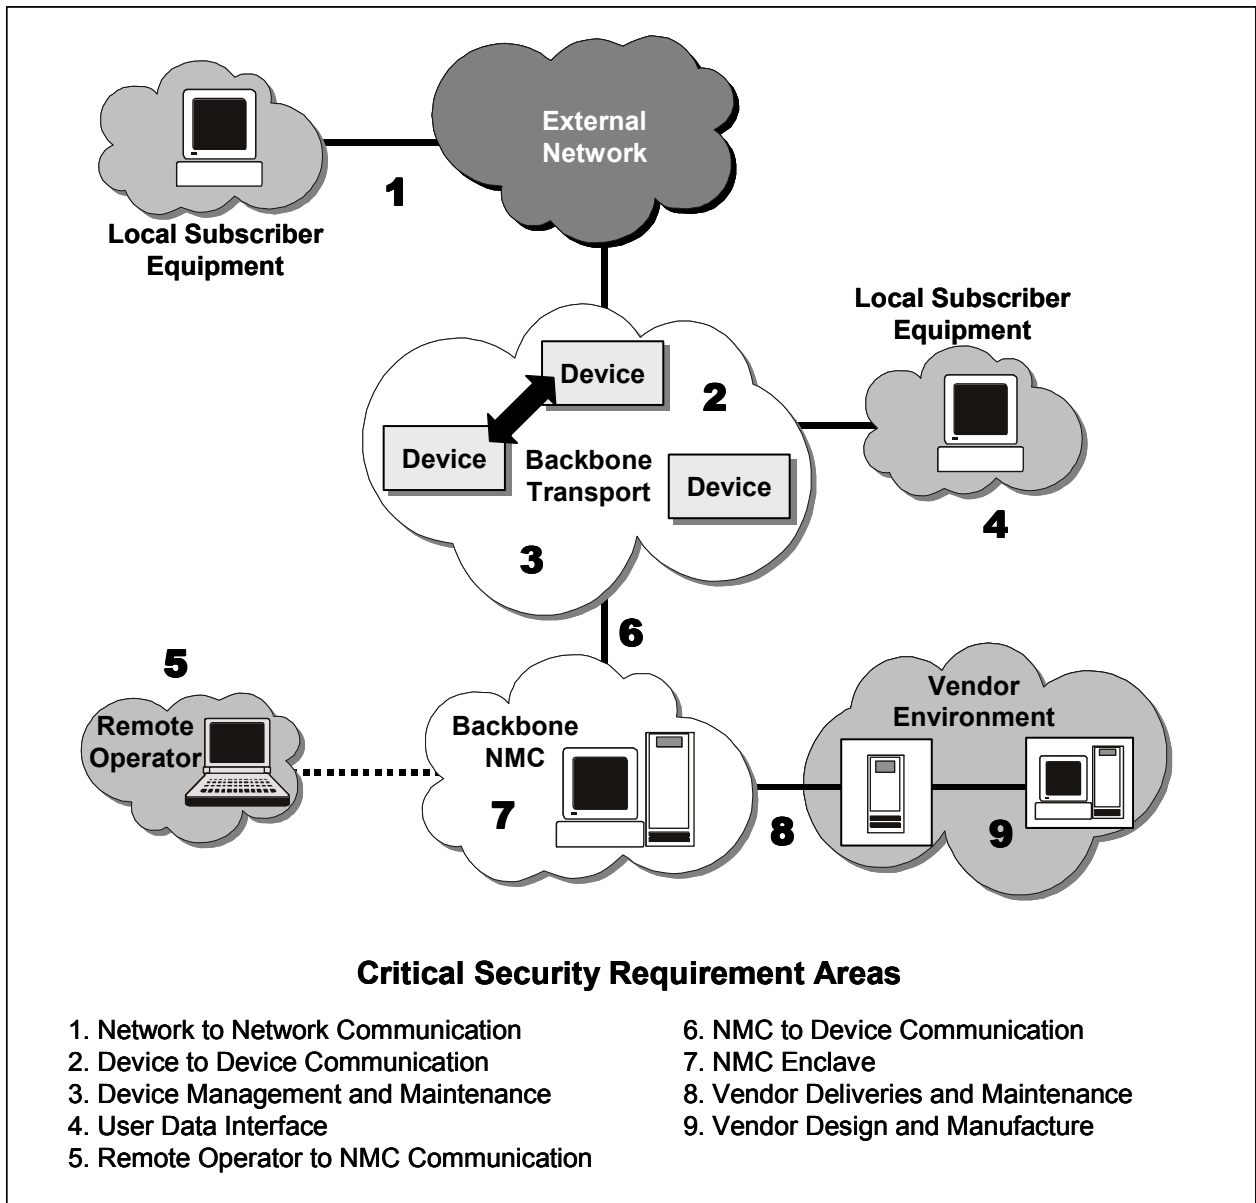 External
Network
1
Local Subscriber
Equipment
Local Subscriber
Equipment
Device
2
Device
Backbone
Transport
Device
3
4
6
5
Remote
Operator
Backbone
NMC
7
Vendor
Environment
8
9
Critical Security Requirement Areas
1. Network to Network Communication
2. Device to Device Communication
3. Device Management and Maintenance
4. User Data Interface
5. Remote Operator to NMC Communication
6. NMC to Device Communication
7. NMC Enclave
8. Vendor Deliveries and Maintenance
9. Vendor Design and Manufacture